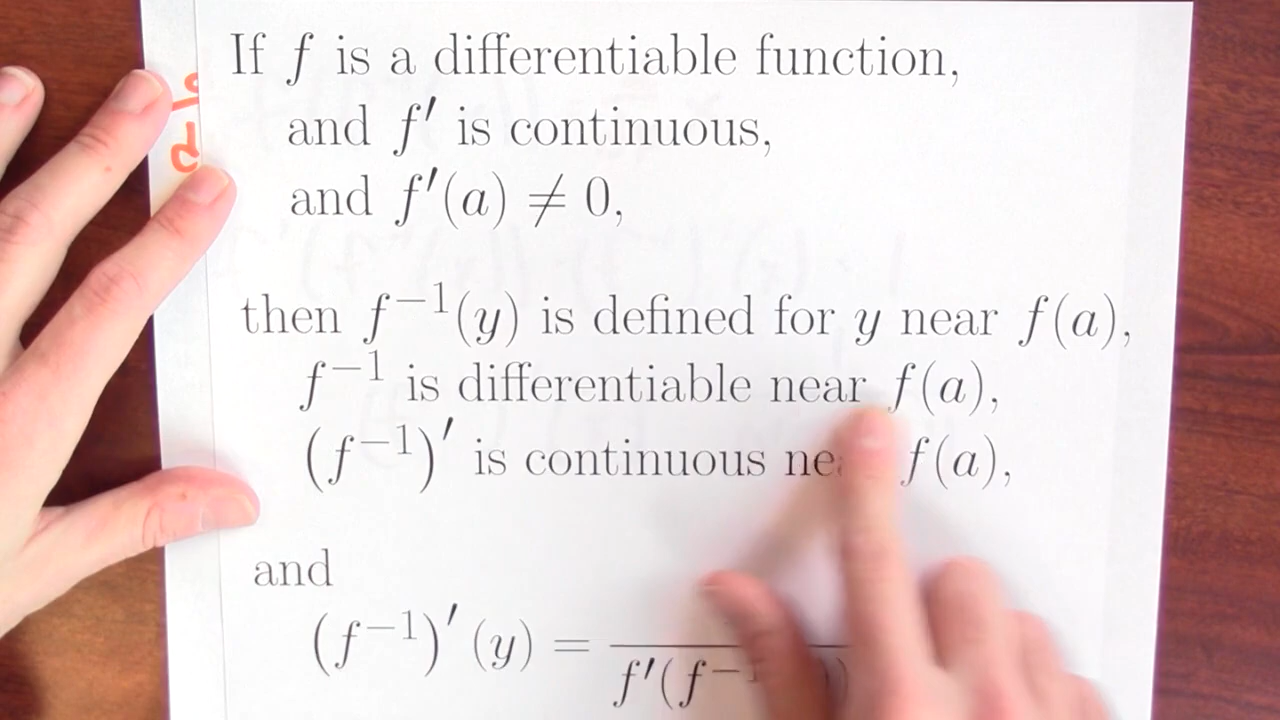 If f is a differentiable function,
and f′ is continuous,
and f′(a) ≠ 0,
then f⁻¹(y) is defined for y near f(a),
f⁻¹ is differentiable near f(a),
(f⁻¹)′ is continuous f(a),
and
(f⁻¹)′ (y) =
f′(f⁻